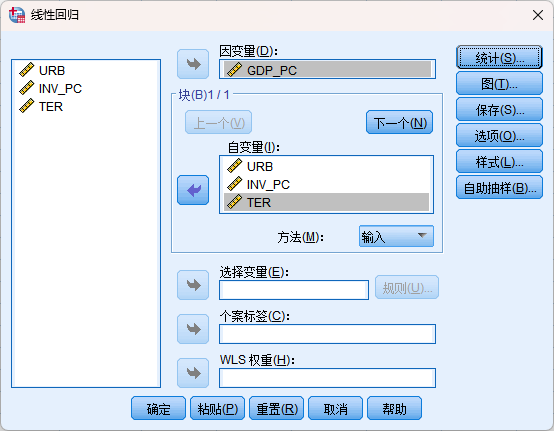 线性回归
URB
INV_PC
TER
因变量(D):
GDP_PC
块(B)1 / 1
上一个(V)
下一个(N)
自变量(I):
URB
INV_PC
TER
方法(M):
输入
选择变量(E):
规则(U)...
个案标签(C):
WLS 权重(H):
统计(S)...
图(T)...
保存(S)...
选项(O)...
样式(L)...
自助抽样(B)...
确定
粘贴(P)
重置(R)
取消
帮助